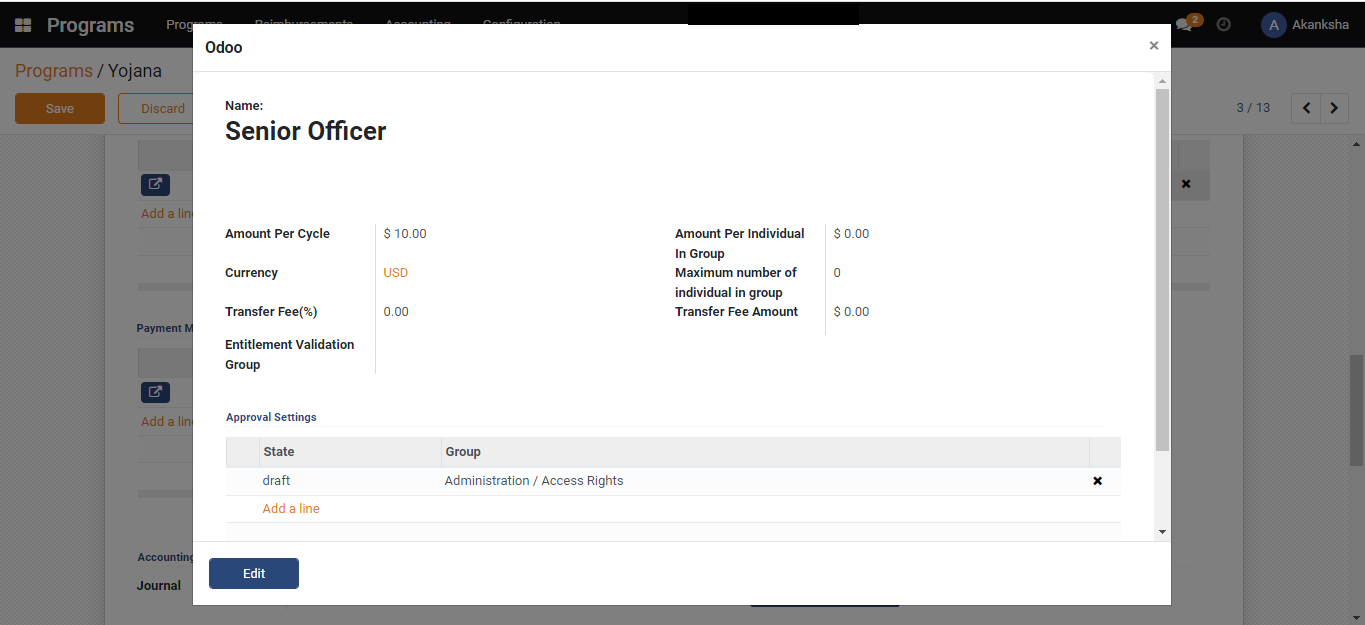 Programs Programs Reimbursements Accounting Configuration 2 A Akanksha
Odoo ×
Programs / Yojana
Save Discard 3 / 13
Name:
Senior Officer
Add a line
Amount Per Cycle $ 10.00 Amount Per Individual
In Group $ 0.00
Currency USD Maximum number of
individual in group 0
Transfer Fee(%) 0.00 Transfer Fee Amount $ 0.00
Payment M
Entitlement Validation
Group
Approval Settings
Add a lin
State Group
draft Administration / Access Rights
Add a line
Accounting
Edit
Journal